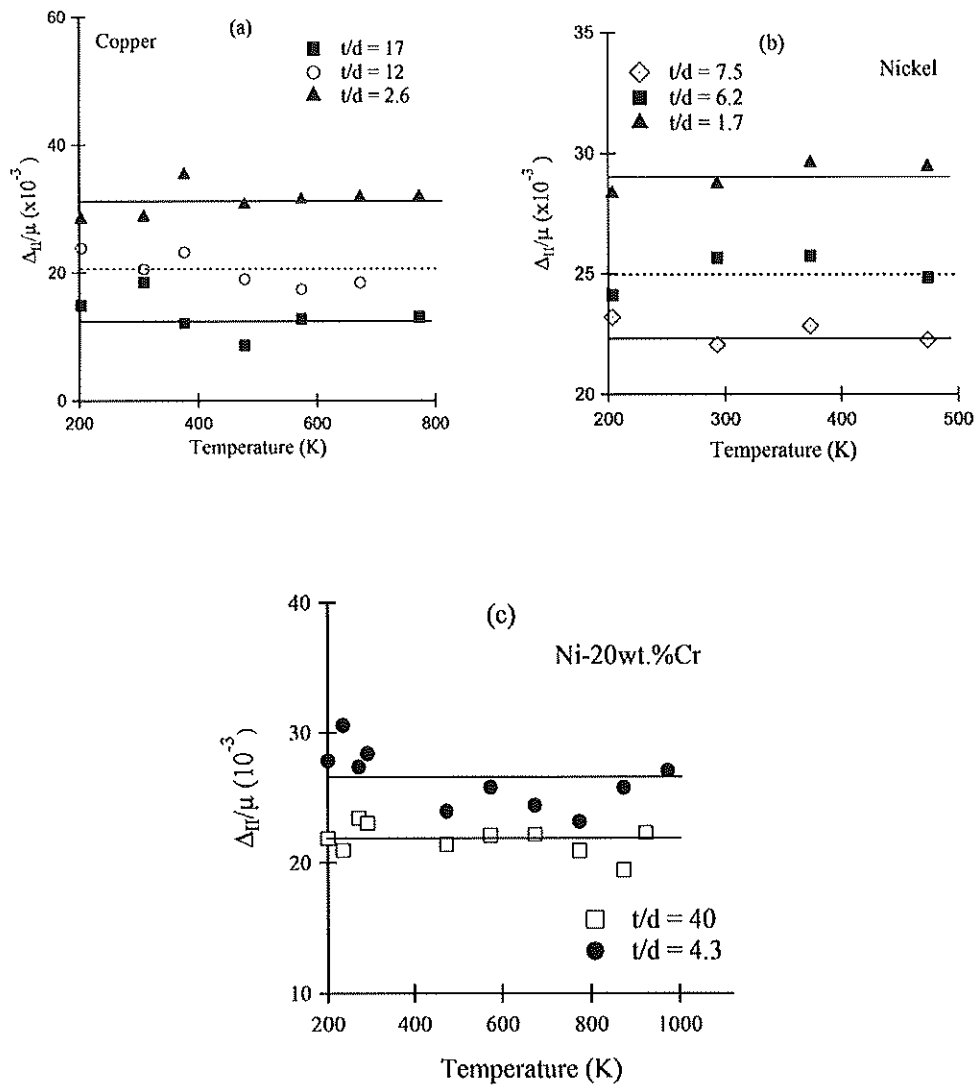 (a)
Copper
t/d = 17
t/d = 12
t/d = 2.6
60
40
20
0
Δ_II/μ (x10⁻³)
200 400 600 800
Temperature (K)
(b)
Nickel
t/d = 7.5
t/d = 6.2
t/d = 1.7
35
30
25
20
Δ_II/μ (x10⁻³)
200 300 400 500
Temperature (K)
(c)
Ni-20wt.%Cr
40
30
20
10
Δ_II/μ (10⁻³)
t/d = 40
t/d = 4.3
200 400 600 800 1000
Temperature (K)